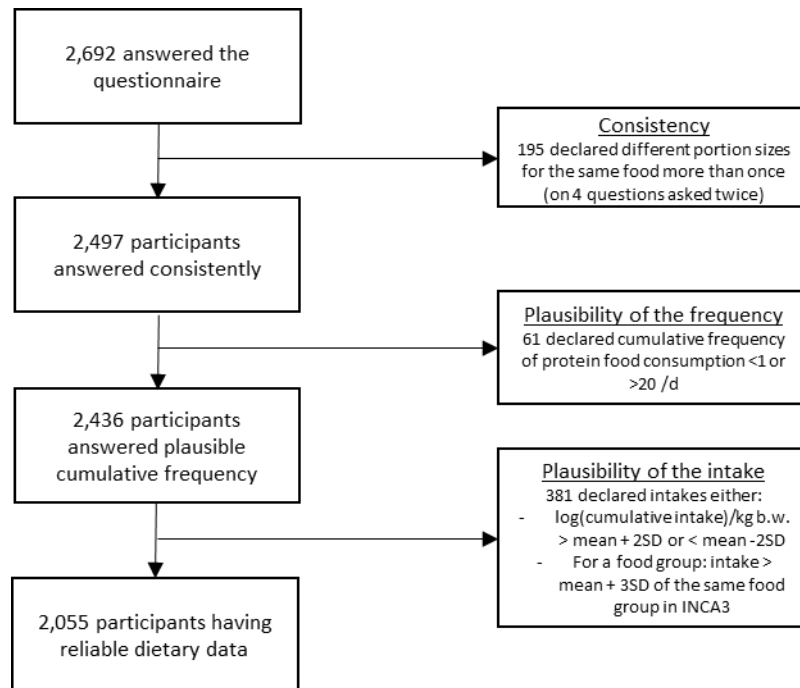 2,692 answered the
questionnaire
Consistency
195 declared different portion sizes
for the same food more than once
(on 4 questions asked twice)
2,497 participants
answered consistently
Plausibility of the frequency
61 declared cumulative frequency
of protein food consumption <1 or
>20 /d
2,436 participants
answered plausible
cumulative frequency
Plausibility of the intake
381 declared intakes either:
- log(cumulative intake)/kg b.w.
> mean + 2SD or < mean -2SD
- For a food group: intake >
mean + 3SD of the same food
group in INCA3
2,055 participants having
reliable dietary data